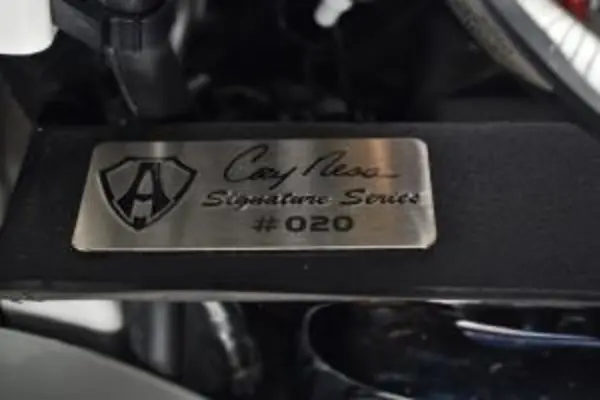 A
Cory Ness
Signature Series
# 020